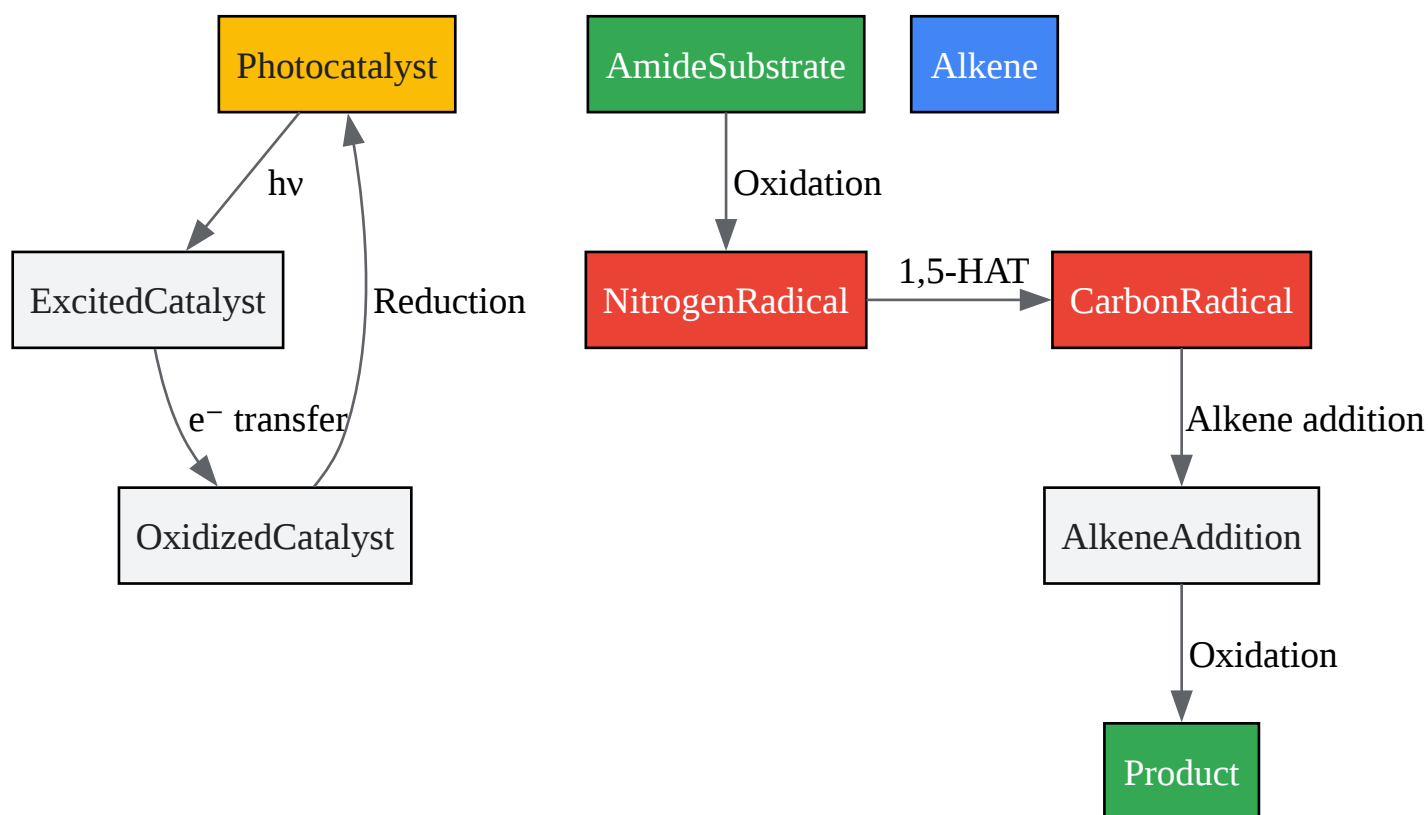 Photocatalyst
AmideSubstrate
Alkene
hν
Oxidation
ExcitedCatalyst
Reduction
NitrogenRadical
1,5-HAT
CarbonRadical
e⁻ transfer
Alkene addition
OxidizedCatalyst
AlkeneAddition
Oxidation
Product